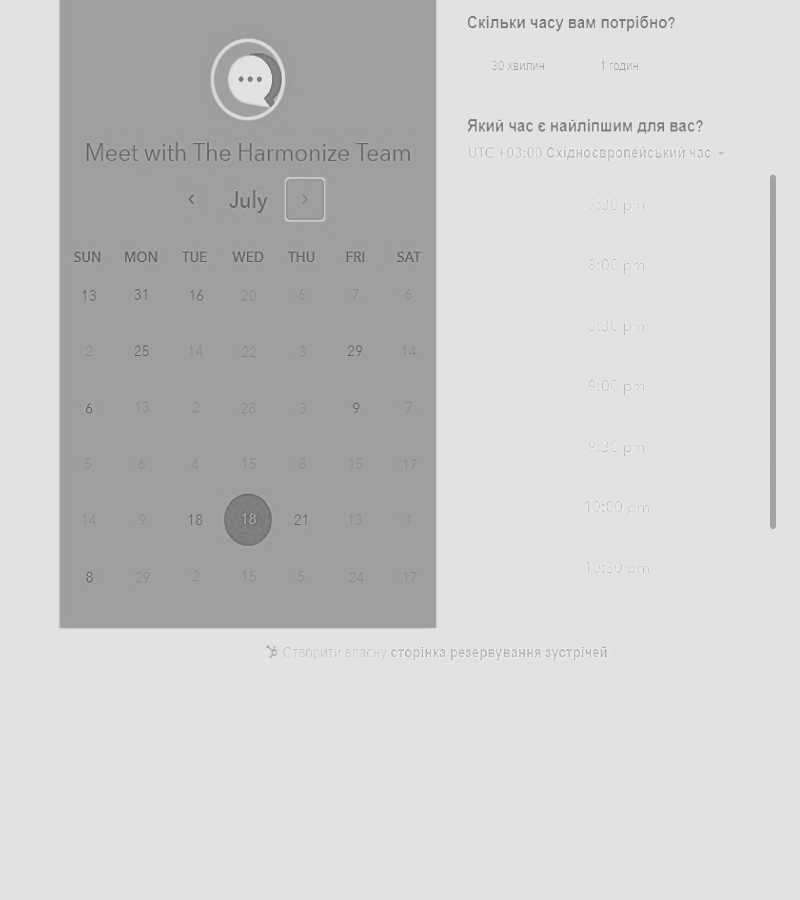 Meet with The Harmonize Team
July
SUN MON TUE WED THU FRI SAT
13 31 16 20 6 7 6
2 25 14 22 3 29 14
6 13 2 28 3 9 7
5 6 4 15 8 15 17
14 9 18 18 21 13 1
8 29 2 15 5 24 17
Скільки часу вам потрібно?
30 хвилин 1 годин
Який час є найліпшим для вас?
UTC +03:00 Східноєвропейський час
7:30 pm
8:00 pm
8:30 pm
9:00 pm
9:30 pm
10:00 pm
10:30 pm
Створити власну сторінка резервування зустрічей